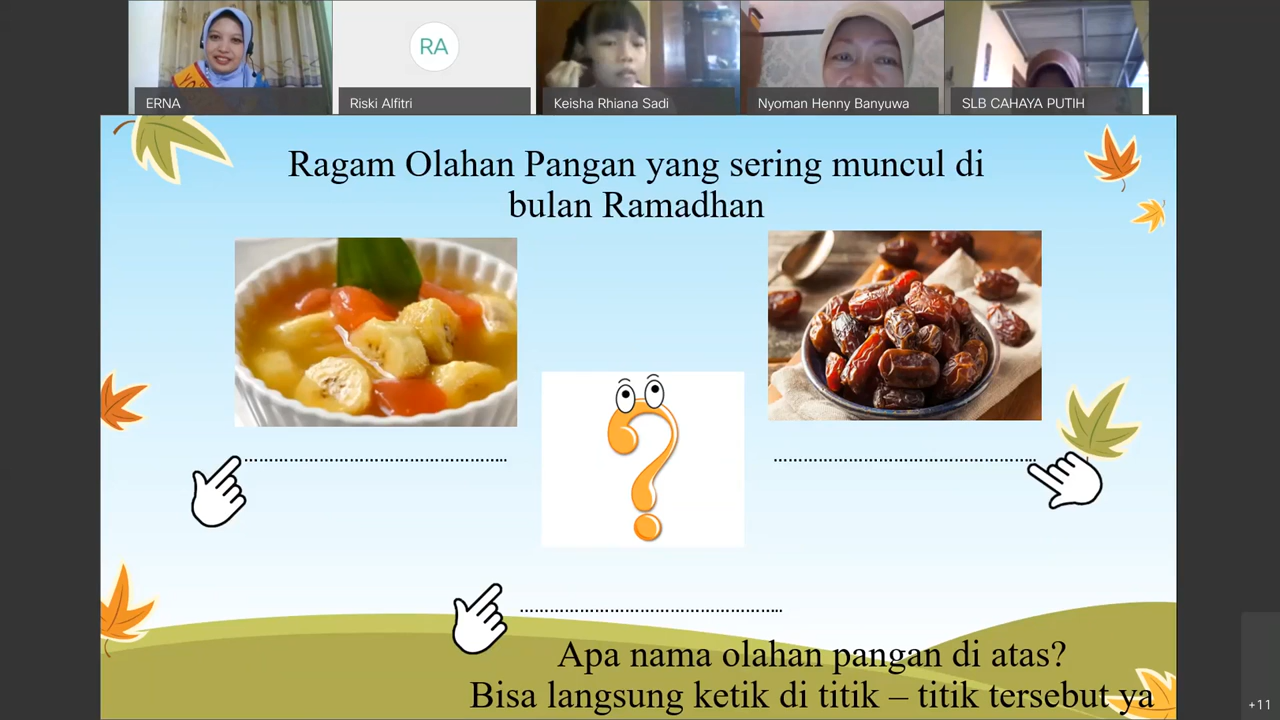 RA
ERNA
Riski Alfitri
Keisha Rhiana Sadi
Nyoman Henny Banyuwa
SLB CAHAYA PUTIH
Ragam Olahan Pangan yang sering muncul di
bulan Ramadhan
?
........................................................
........................................................
........................................................
Apa nama olahan pangan di atas?
Bisa langsung ketik di titik – titik tersebut ya
+11